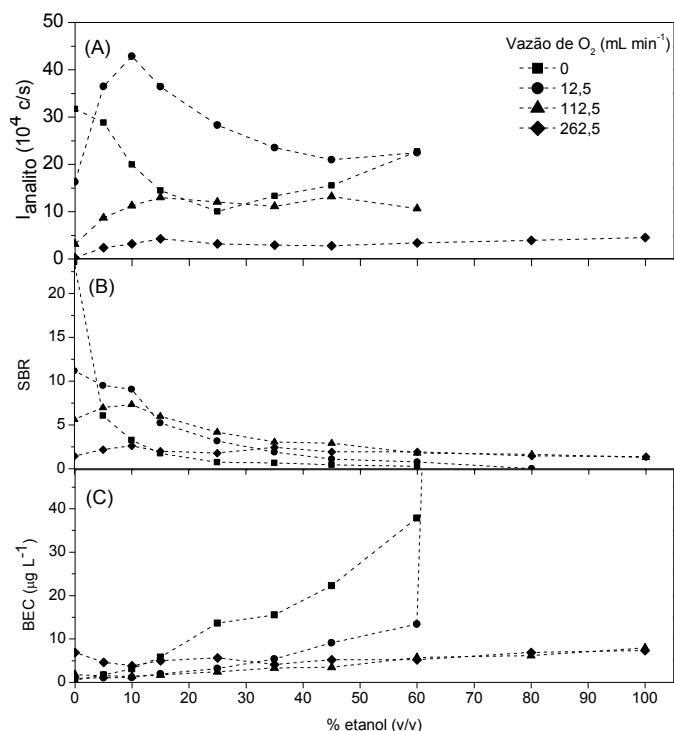 (A)
Vazão de O₂ (mL min⁻¹)
0
12,5
112,5
262,5
I_analito (10⁴ c/s)
50
40
30
20
10
0
(B)
SBR
20
15
10
5
0
(C)
BEC (µg L⁻¹)
40
30
20
10
0
0 10 20 30 40 50 60 70 80 90 100
% etanol (v/v)